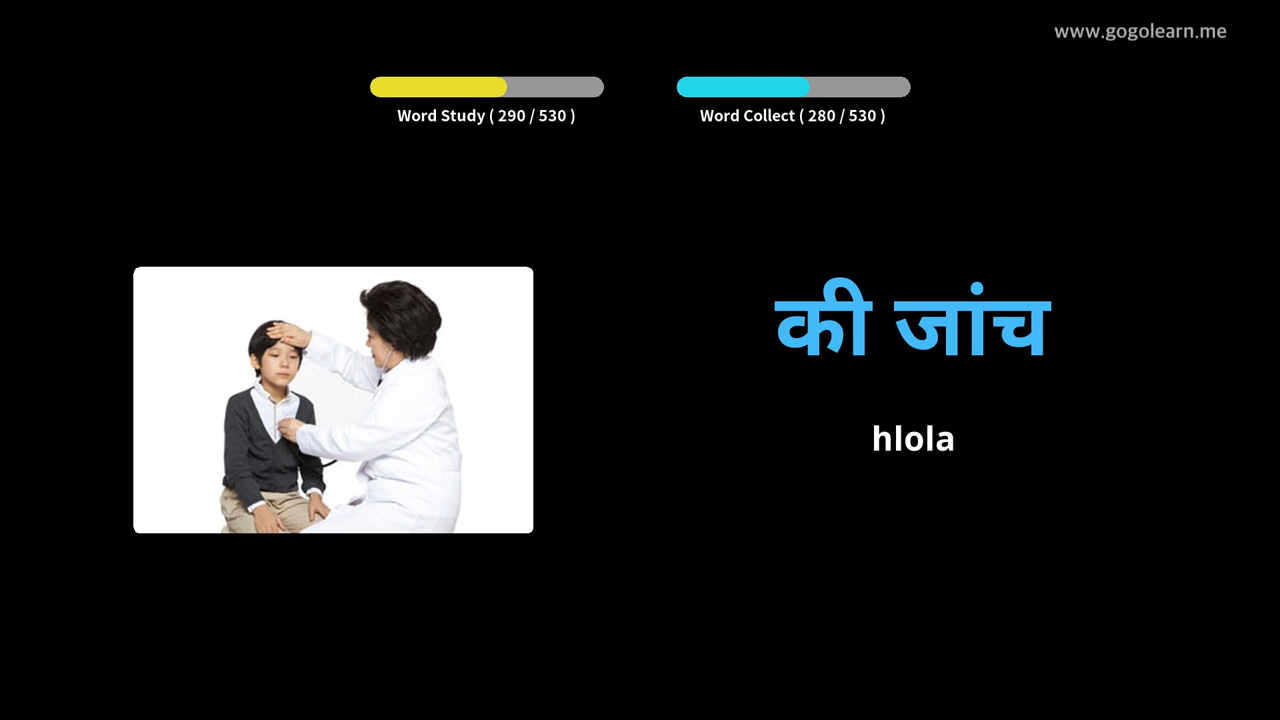 www.gogolearn.me
Word Study ( 290 / 530 )
Word Collect ( 280 / 530 )
की जांच
hlola